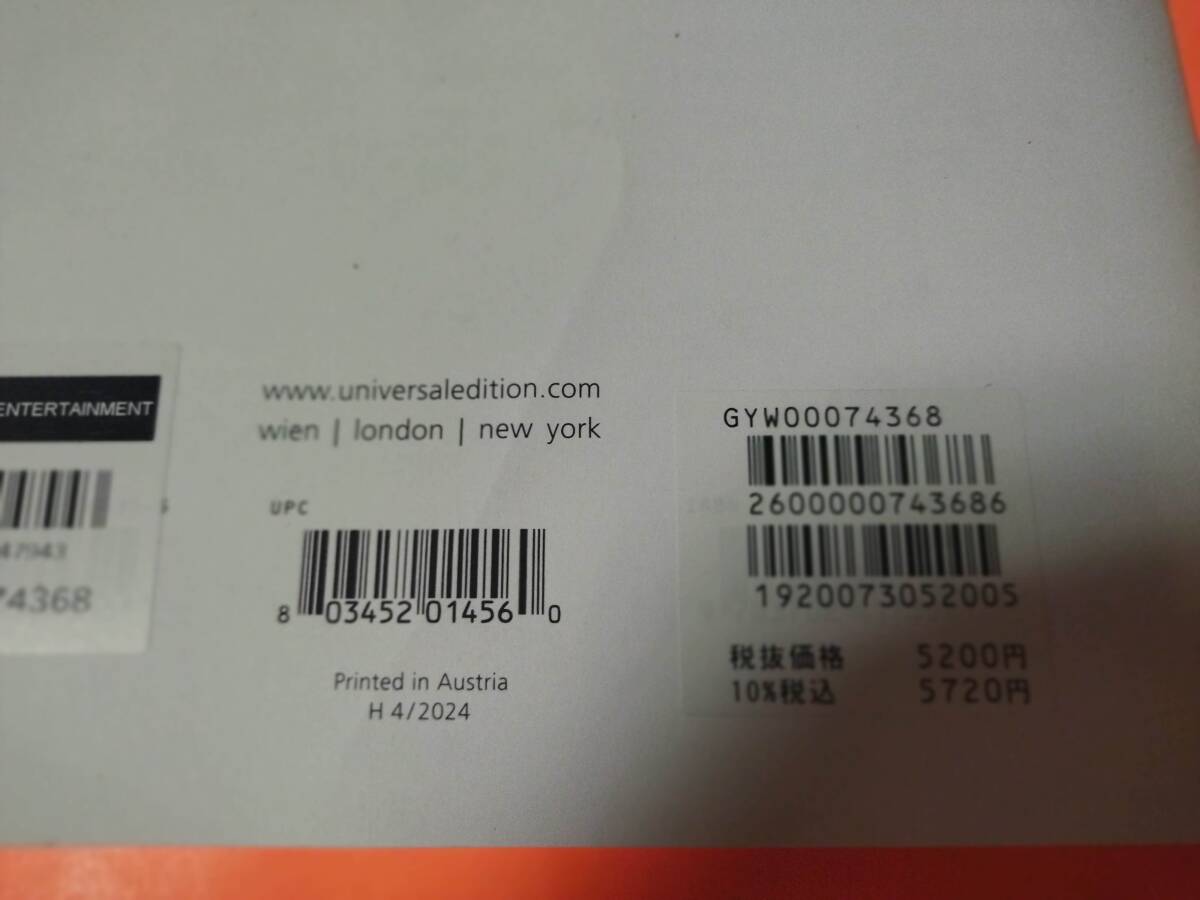 ENTERTAINMENT
47943
74368
www.universaledition.com
wien | london | new york
UPC
8 03452 01456 0
Printed in Austria
H 4/2024
GYW00074368
2600000743686
1920073052005
税抜価格 5200円
10%税込 5720円